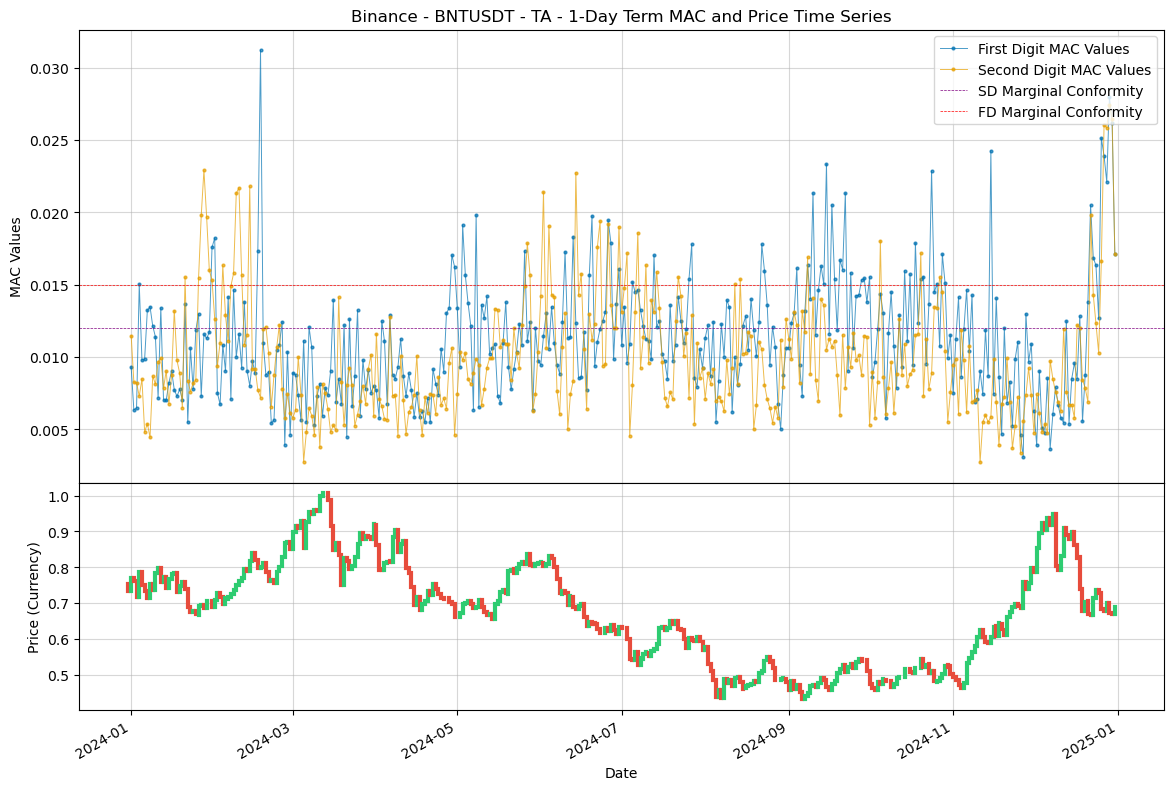 Binance - BNTUSDT - TA - 1-Day Term MAC and Price Time Series
First Digit MAC Values
Second Digit MAC Values
SD Marginal Conformity
FD Marginal Conformity
MAC Values
0.030
0.025
0.020
0.015
0.010
0.005
Price (Currency)
1.0
0.9
0.8
0.7
0.6
0.5
2024-01
2024-03
2024-05
2024-07
2024-09
2024-11
2025-01
Date